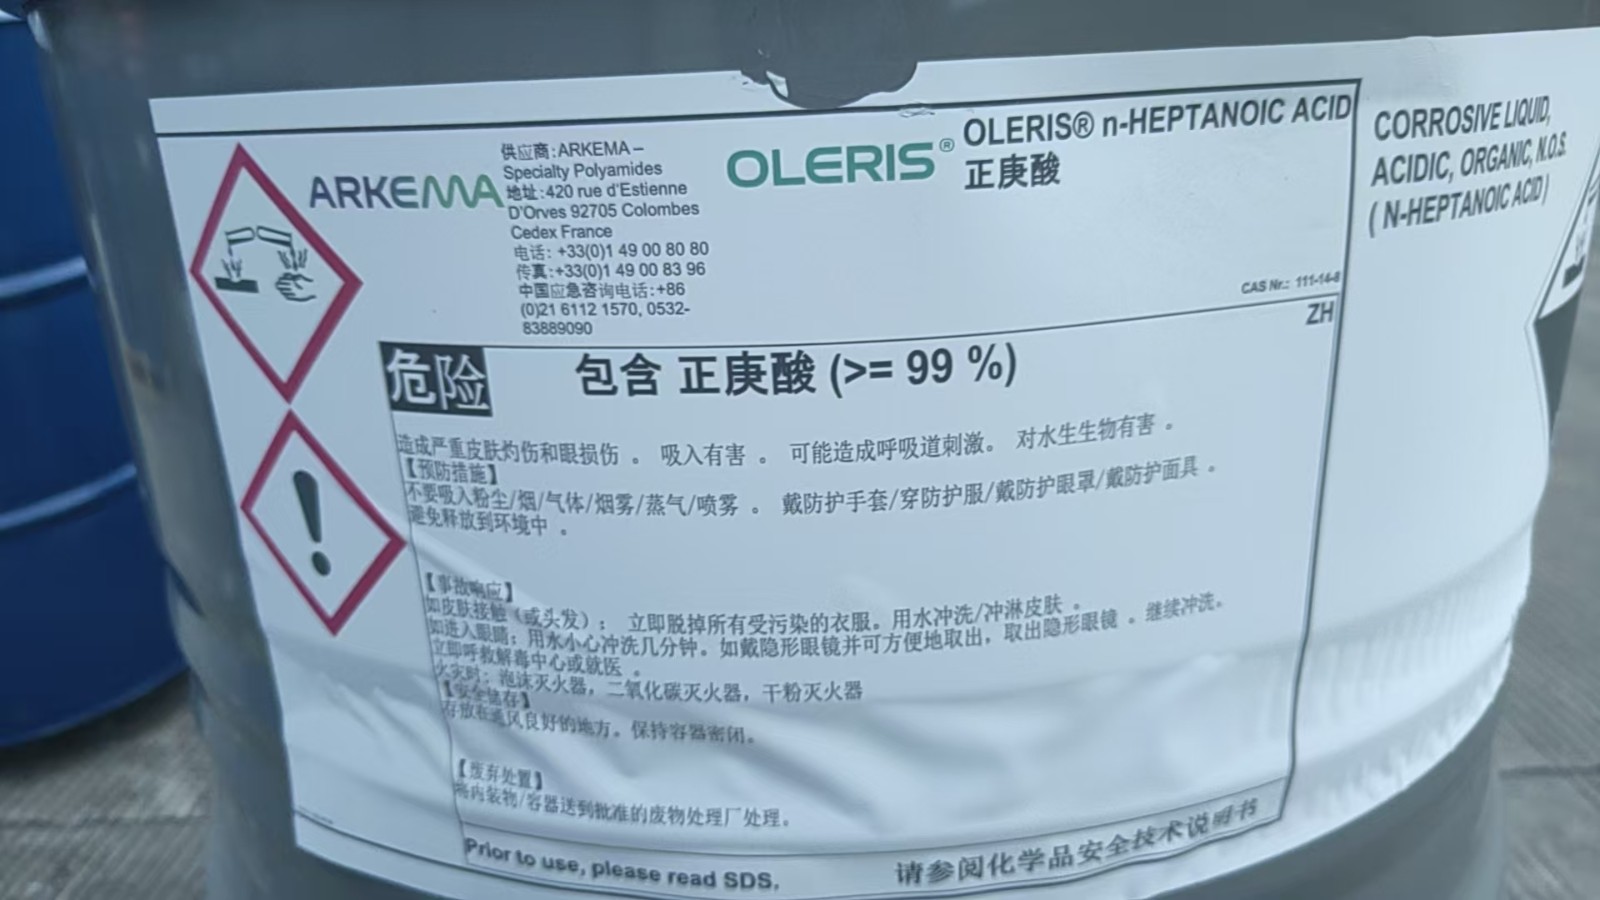 ARKEMA
供应商:ARKEMA –
Specialty Polyamides
地址:420 rue d'Estienne
D'Orves 92705 Colombes
Cedex France
电话: +33(0)1 49 00 80 80
传真:+33(0)1 49 00 83 96
中国应急咨询电话:+86
(0)21 6112 1570, 0532-
83889090
OLERIS®
OLERIS® n-HEPTANOIC ACID
正庚酸
CAS Nr.: 111-14-8
ZH
危险 包含 正庚酸 (>= 99 %)
造成严重皮肤灼伤和眼损伤 。 吸入有害 。 可能造成呼吸道刺激。 对水生生物有害 。
【预防措施】
不要吸入粉尘/烟/气体/烟雾/蒸气/喷雾 。 戴防护手套/穿防护服/戴防护眼罩/戴防护面具 。
避免释放到环境中 。
【事故响应】
如皮肤接触（或头发）： 立即脱掉所有受污染的衣服。用水冲洗/冲淋皮肤 。
如进入眼睛：用水小心冲洗几分钟。如戴隐形眼镜并可方便地取出，取出隐形眼镜 。继续冲洗。
立即呼救解毒中心或就医 。
火灾时：泡沫灭火器，二氧化碳灭火器，干粉灭火器
【安全储存】
存放在通风良好的地方。保持容器密闭。
【废弃处置】
将内装物/容器送到批准的废物处理厂处理。
Prior to use, please read SDS.
请参阅化学品安全技术说明书
CORROSIVE LIQUID,
ACIDIC, ORGANIC, N.O.S.
( N-HEPTANOIC ACID )